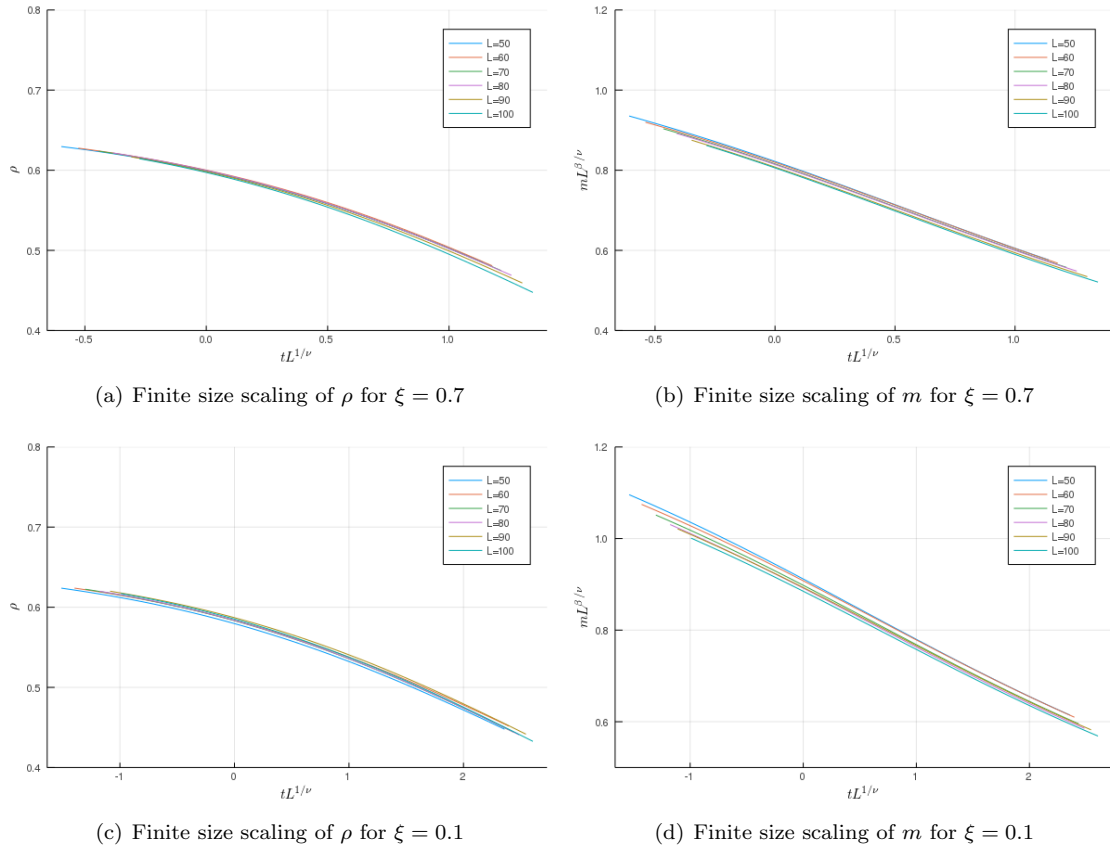 0.8
0.7
0.6
0.5
0.4
ρ
-0.5
0.0
0.5
1.0
tL^{1/ν}
L=50
L=60
L=70
L=80
L=90
L=100
(a) Finite size scaling of ρ for ξ = 0.7
1.2
1.0
0.8
0.6
0.4
mL^{β/ν}
-0.5
0.0
0.5
1.0
tL^{1/ν}
L=50
L=60
L=70
L=80
L=90
L=100
(b) Finite size scaling of m for ξ = 0.7
0.8
0.7
0.6
0.5
0.4
ρ
-1
0
1
2
tL^{1/ν}
L=50
L=60
L=70
L=80
L=90
L=100
(c) Finite size scaling of ρ for ξ = 0.1
1.2
1.0
0.8
0.6
mL^{β/ν}
-1
0
1
2
tL^{1/ν}
L=50
L=60
L=70
L=80
L=90
L=100
(d) Finite size scaling of m for ξ = 0.1